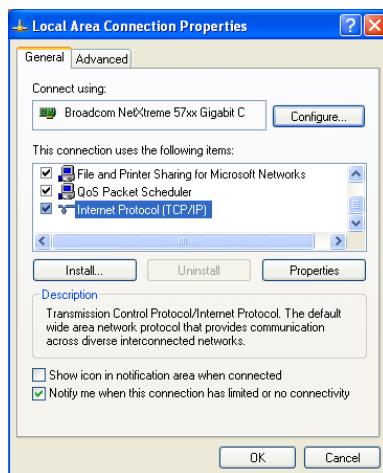 Local Area Connection Properties
General Advanced
Connect using:
Broadcom NetXtreme 57xx Gigabit C Configure...
This connection uses the following items:
File and Printer Sharing for Microsoft Networks
QoS Packet Scheduler
Internet Protocol (TCP/IP)
Install... Uninstall Properties
Description
Transmission Control Protocol/Internet Protocol. The default
wide area network protocol that provides communication
across diverse interconnected networks.
Show icon in notification area when connected
Notify me when this connection has limited or no connectivity
OK Cancel